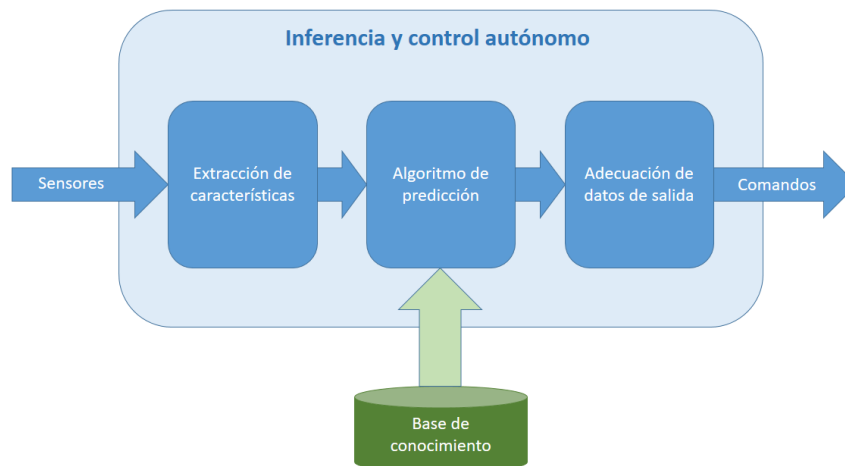 Inferencia y control autónomo
Sensores
Extracción de
características
Algoritmo de
predicción
Adecuación de
datos de salida
Comandos
Base de
conocimiento